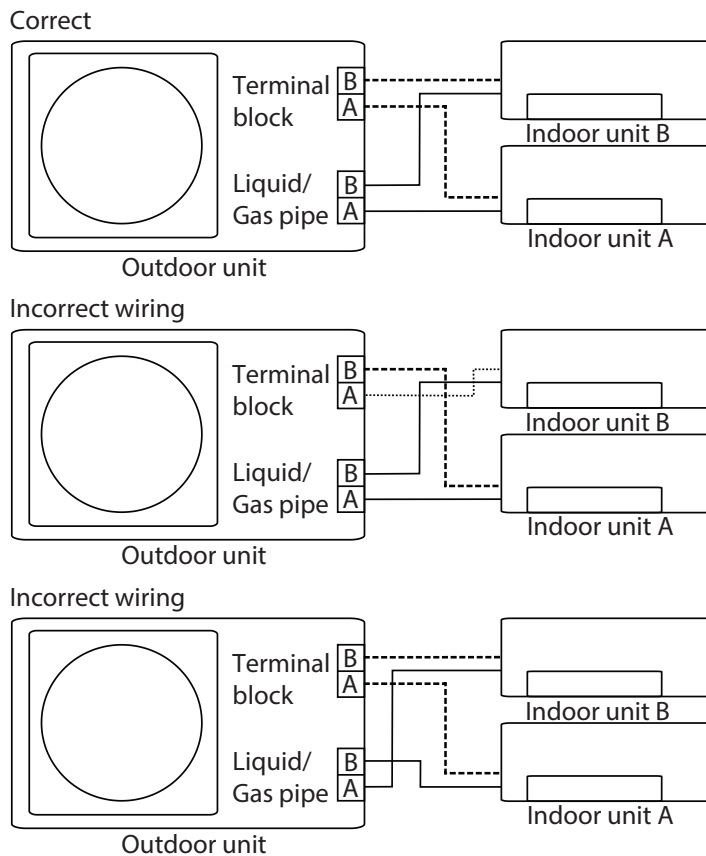 Correct
Terminal
block
B
A
Liquid/
Gas pipe
B
A
Outdoor unit
Indoor unit B
Indoor unit A
Incorrect wiring
Terminal
block
B
A
Liquid/
Gas pipe
B
A
Outdoor unit
Indoor unit B
Indoor unit A
Incorrect wiring
Terminal
block
B
A
Liquid/
Gas pipe
B
A
Outdoor unit
Indoor unit B
Indoor unit A